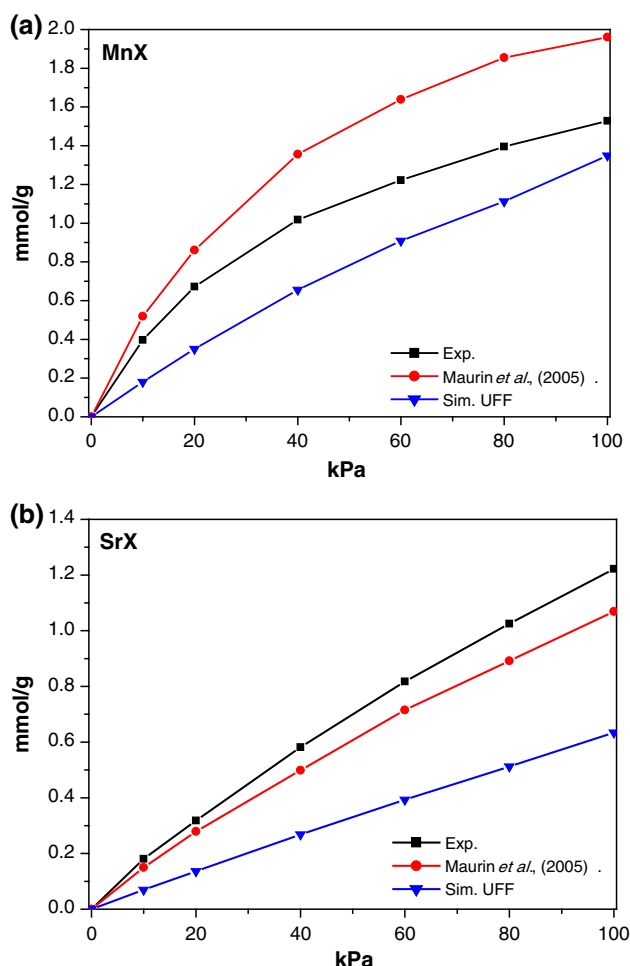 (a)
MnX
2.0
1.8
1.6
1.4
1.2
1.0
0.8
0.6
0.4
0.2
0.0
mmol/g
Exp.
Maurin et al., (2005) .
Sim. UFF
0 20 40 60 80 100
kPa
(b)
SrX
1.4
1.2
1.0
0.8
0.6
0.4
0.2
0.0
mmol/g
Exp.
Maurin et al., (2005) .
Sim. UFF
0 20 40 60 80 100
kPa